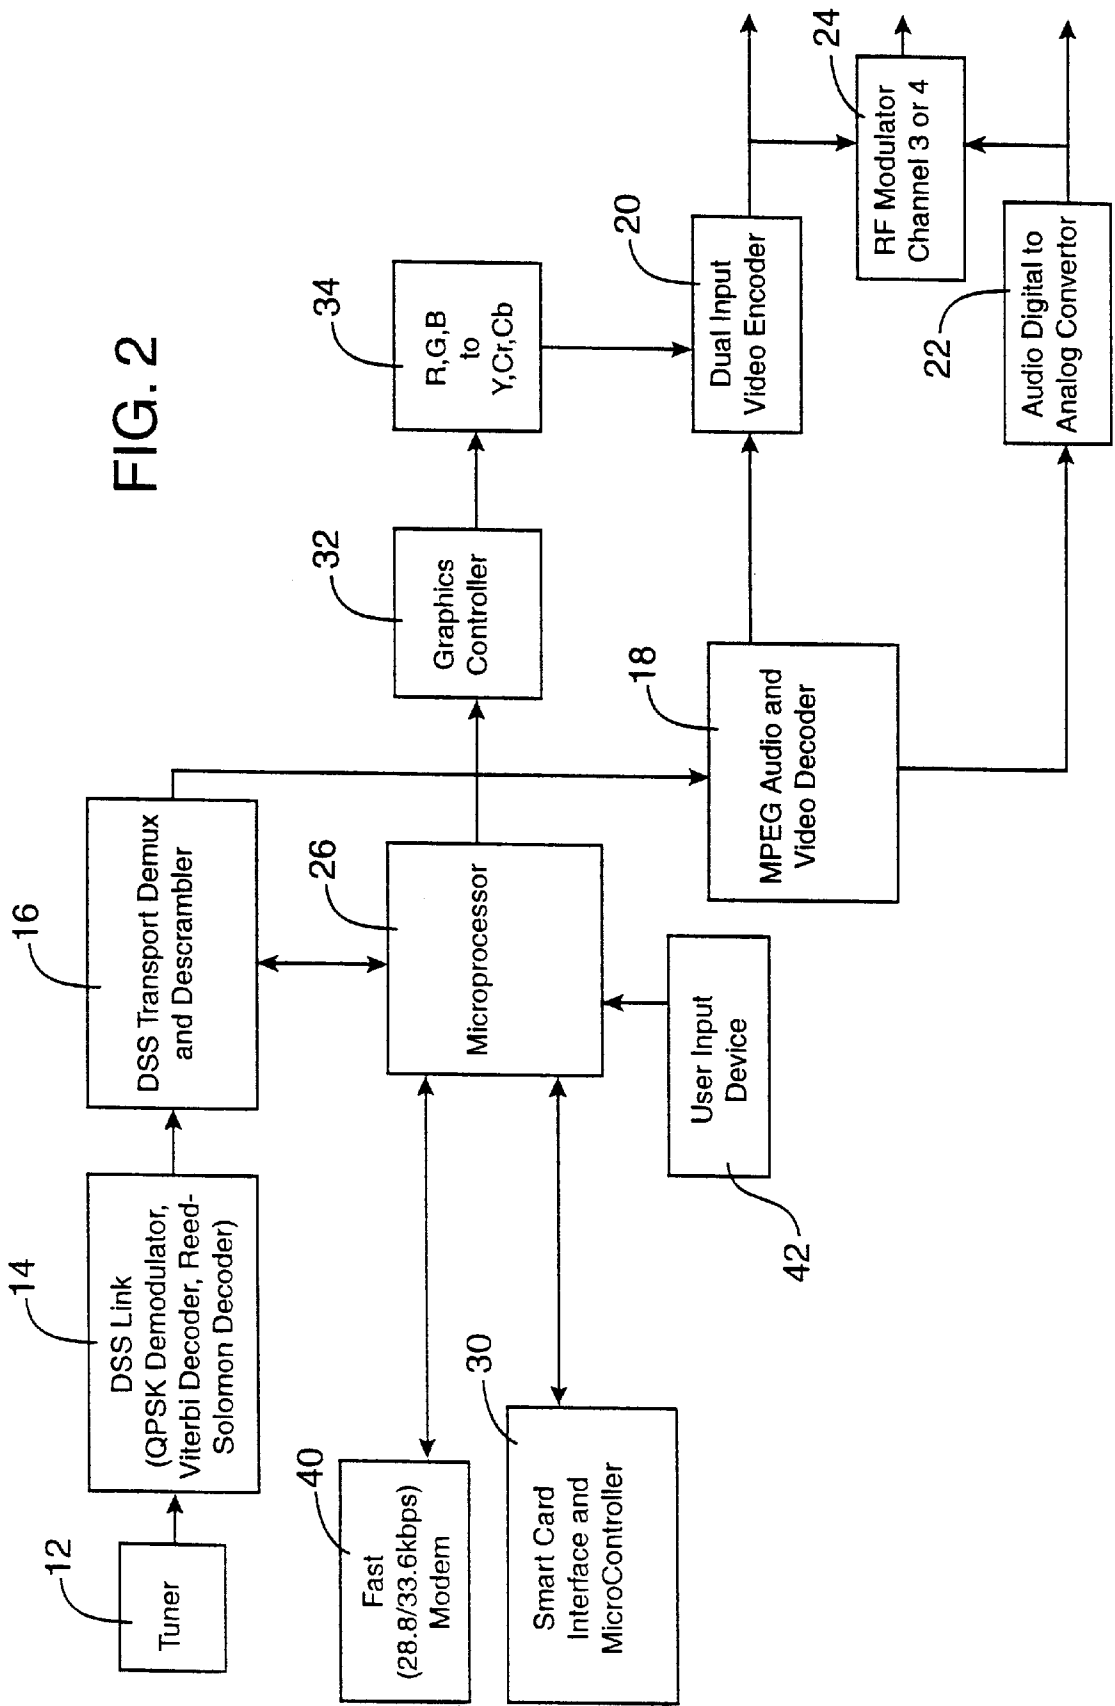 FIG. 2
12
Tuner
14
DSS Link
(QPSK Demodulator,
Viterbi Decoder, Reed-
Solomon Decoder)
16
DSS Transport Demux
and Descrambler
40
Fast
(28.8/33.6kbps)
Modem
30
Smart Card
Interface and
MicroController
26
Microprocessor
42
User Input
Device
32
Graphics
Controller
34
R,G,B
to
Y,Cr,Cb
18
MPEG Audio and
Video Decoder
20
Dual Input
Video Encoder
22
Audio Digital to
Analog Convertor
24
RF Modulator
Channel 3 or 4